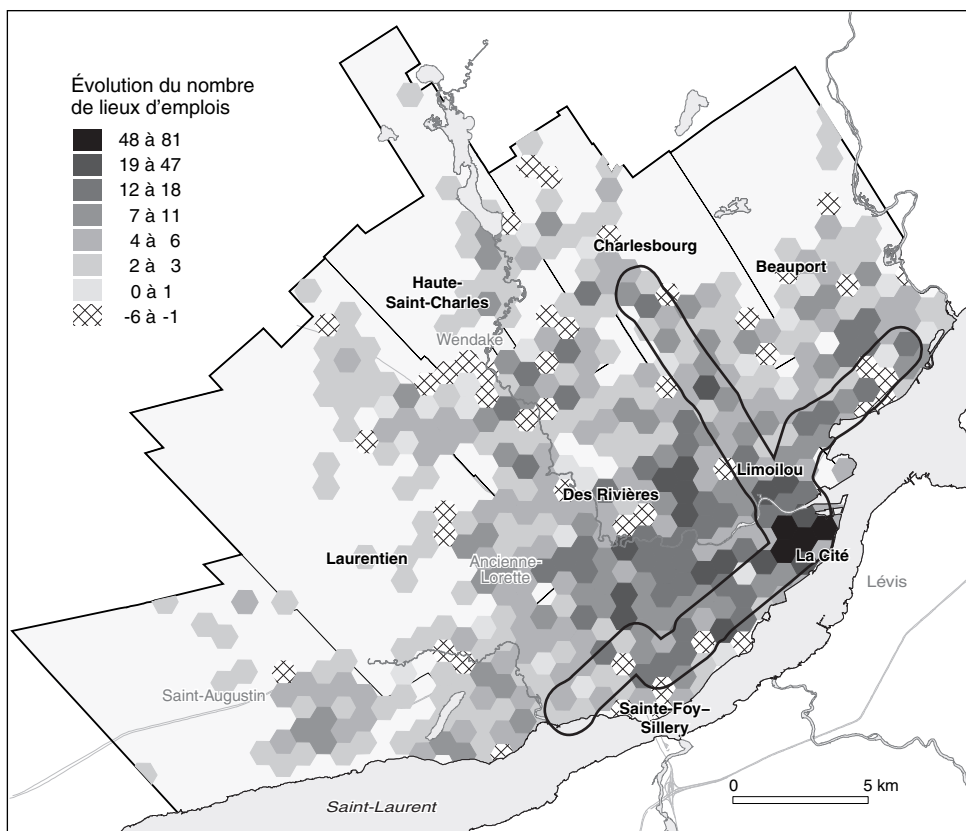 Évolution du nombre
de lieux d'emplois
48 à 81
19 à 47
12 à 18
7 à 11
4 à 6
2 à 3
0 à 1
-6 à -1
Charlesbourg
Beauport
Haute-
Saint-Charles
Wendake
Limoilou
Des Rivières
La Cité
Laurentien
Ancienne-
Lorette
Lévis
Saint-Augustin
Sainte-Foy–
Sillery
0 5 km
Saint-Laurent